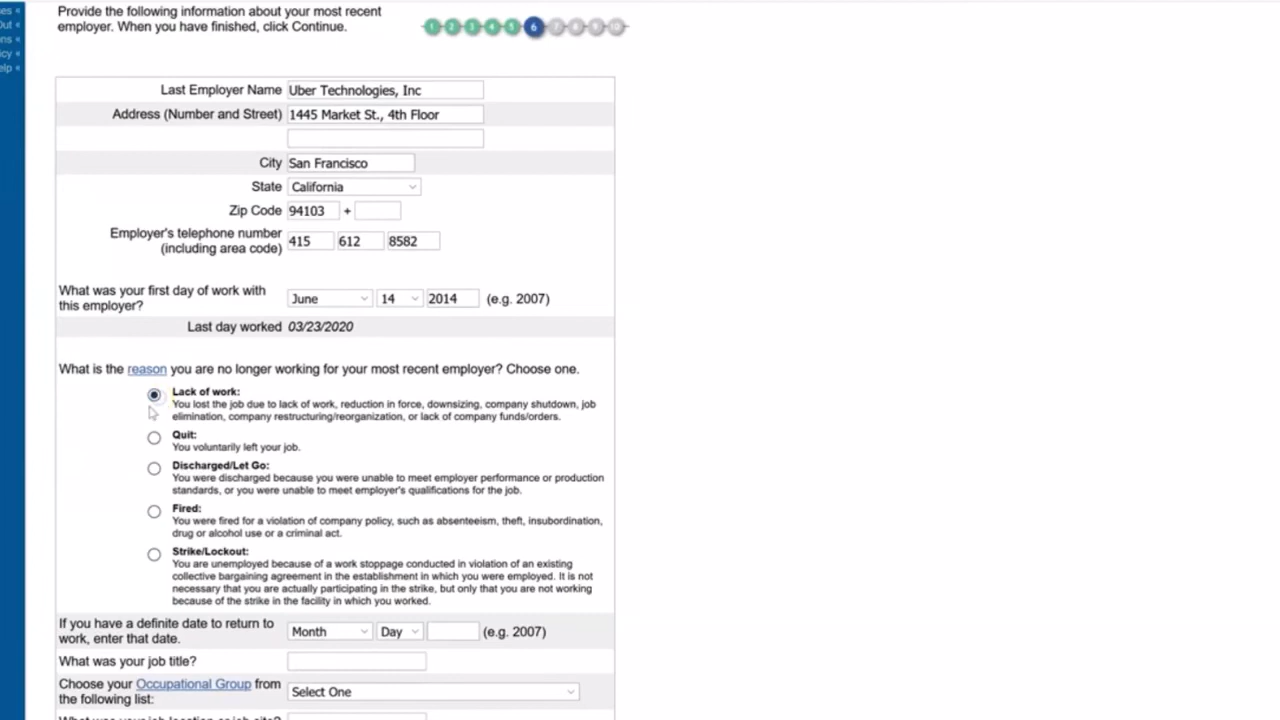 Provide the following information about your most recent
employer. When you have finished, click Continue.
1 2 3 4 5 6 7 8 9 10
Last Employer Name Uber Technologies, Inc
Address (Number and Street) 1445 Market St., 4th Floor
City San Francisco
State California
Zip Code 94103 +
Employer's telephone number
(including area code) 415 612 8582
What was your first day of work with
this employer? June 14 2014 (e.g. 2007)
Last day worked 03/23/2020
What is the reason you are no longer working for your most recent employer? Choose one.
Lack of work:
You lost the job due to lack of work, reduction in force, downsizing, company shutdown, job
elimination, company restructuring/reorganization, or lack of company funds/orders.
Quit:
You voluntarily left your job.
Discharged/Let Go:
You were discharged because you were unable to meet employer performance or production
standards, or you were unable to meet employer's qualifications for the job.
Fired:
You were fired for a violation of company policy, such as absenteeism, theft, insubordination,
drug or alcohol use or a criminal act.
Strike/Lockout:
You are unemployed because of a work stoppage conducted in violation of an existing
collective bargaining agreement in the establishment in which you were employed. It is not
necessary that you are actually participating in the strike, but only that you are not working
because of the strike in the facility in which you worked.
If you have a definite date to return to
work, enter that date. Month Day (e.g. 2007)
What was your job title?
Choose your Occupational Group from
the following list: Select One